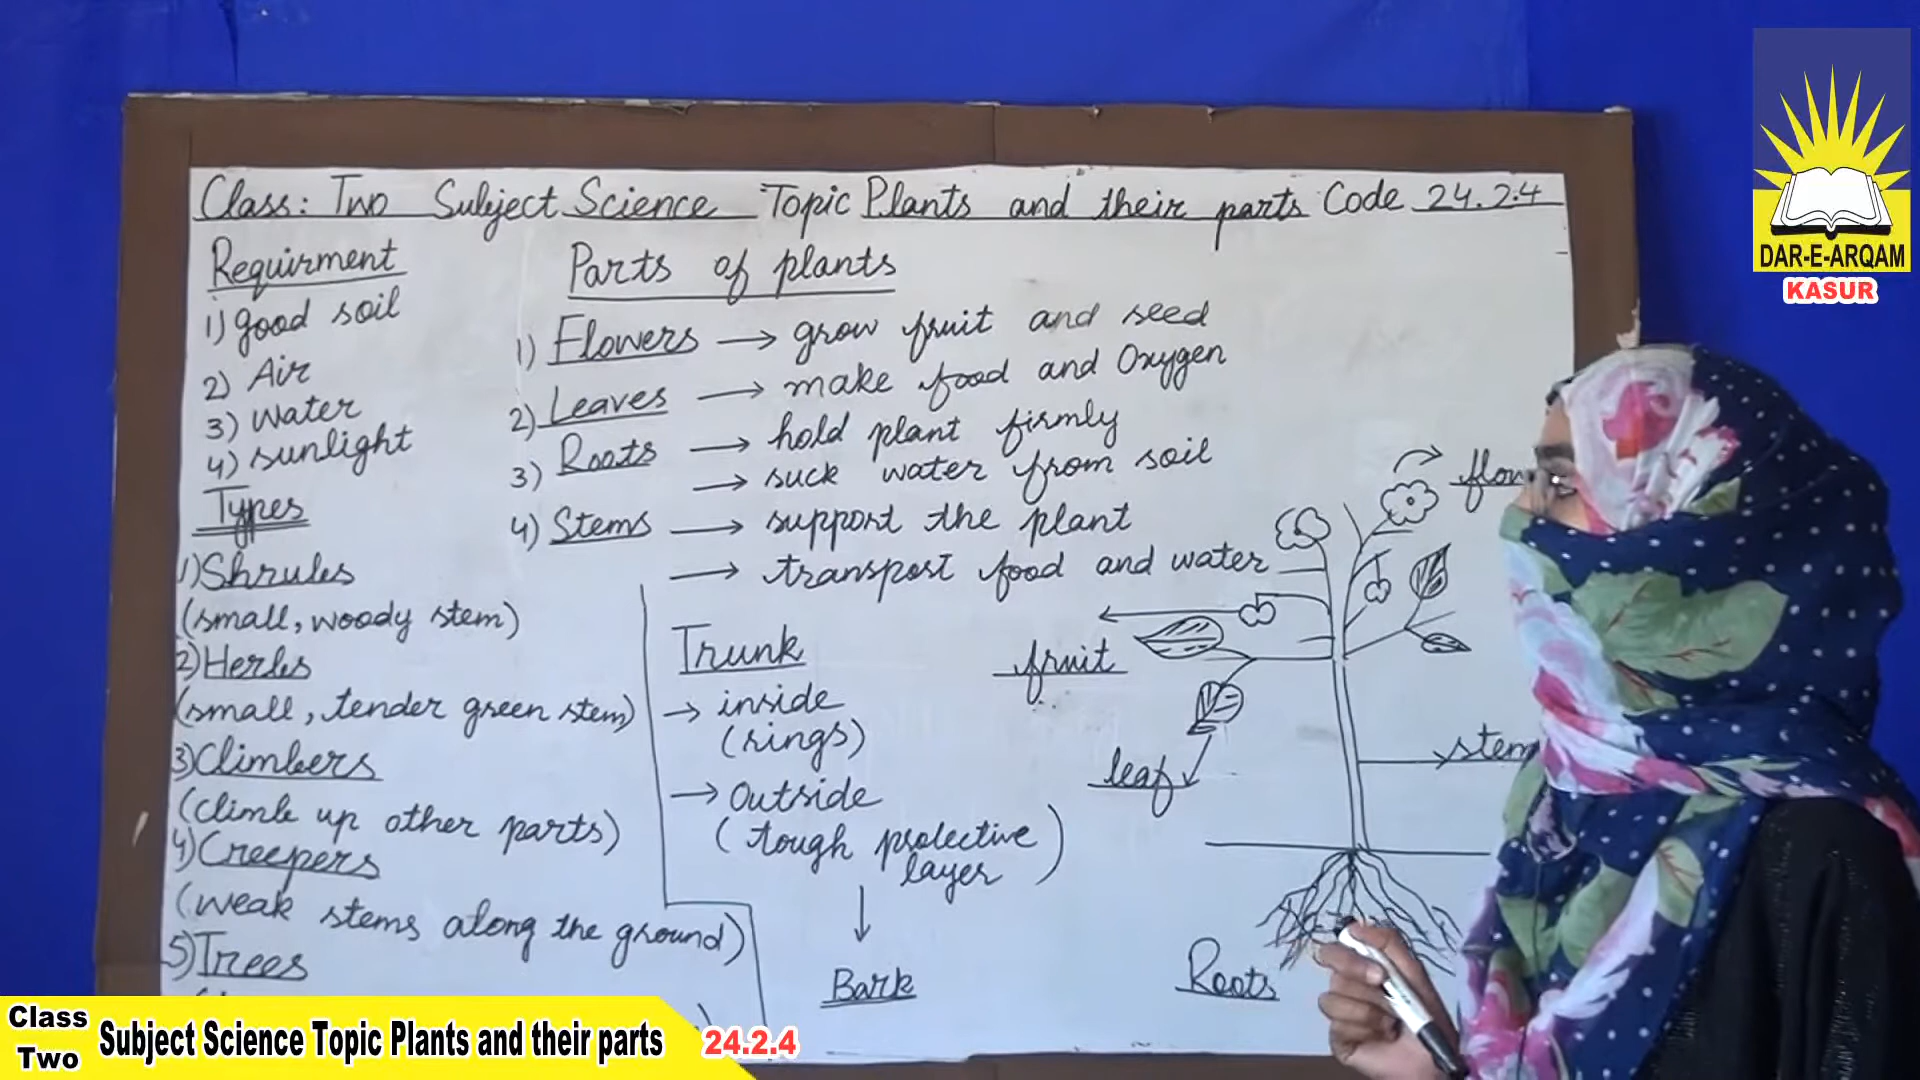 Class: Two Subject Science Topic Plants and their parts Code 24.2.4
Requirment
1) good soil
2) Air
3) water
4) sunlight
Types
1) Shrubs
(small, woody stem)
2) Herbs
(small, tender green stem)
3) Climbers
(climb up other parts)
4) Creepers
(weak stems along the ground)
5) Trees
Parts of plants
1) Flowers → grow fruit and seed
2) Leaves → make food and Oxygen
3) Roots → hold plant firmly
→ suck water from soil
4) Stems → support the plant
→ transport food and water
Trunk
→ inside
(rings)
→ Outside
(tough protective
layer)
↓
Bark
fruit
leaf
stem
Roots
DAR-E-ARQAM
KASUR
Class
Two
Subject Science Topic Plants and their parts 24.2.4